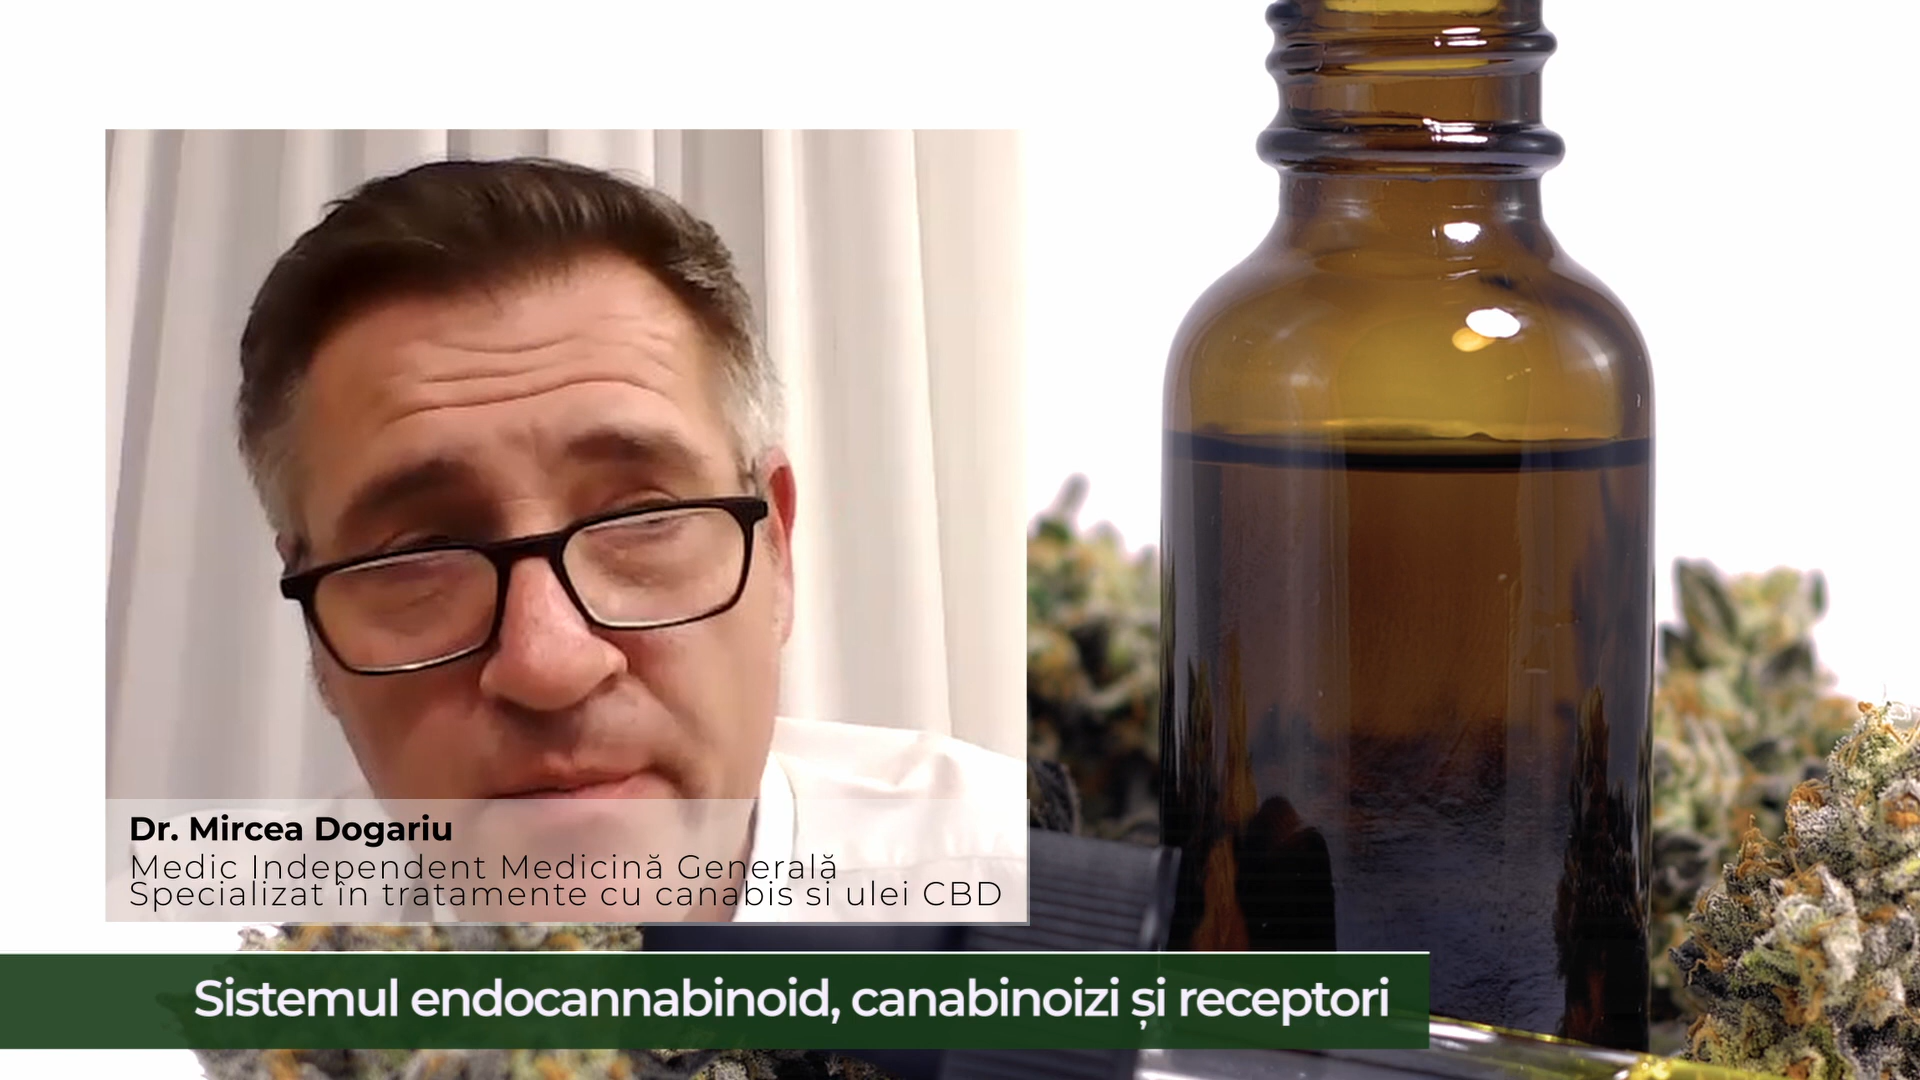 Dr. Mircea Dogariu
Medic Independent Medicină Generală
Specializat în tratamente cu canabis si ulei CBD
Sistemul endocannabinoid, canabinoizi și receptori